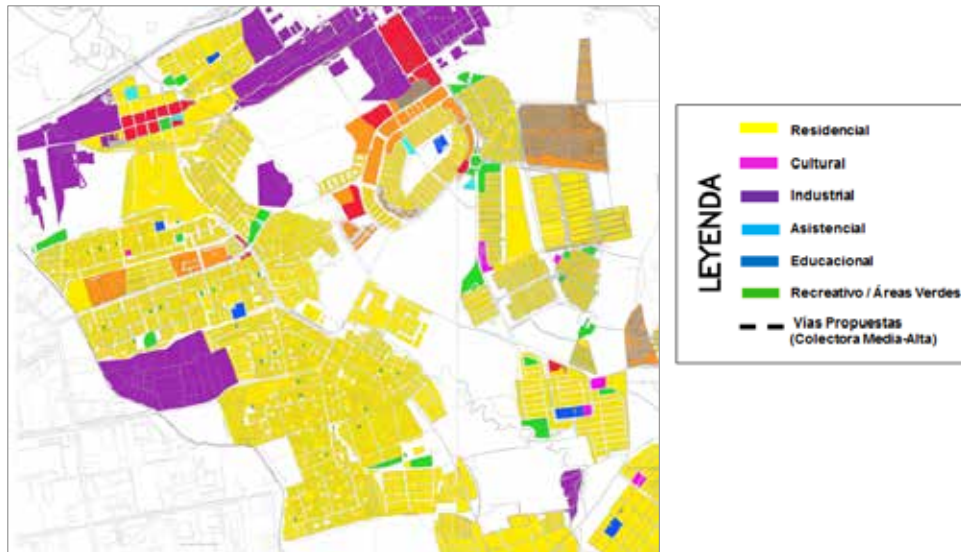 LEYENDA
Residencial
Cultural
Industrial
Asistencial
Educacional
Recreativo / Áreas Verdes
Vías Propuestas
(Colectora Media-Alta)